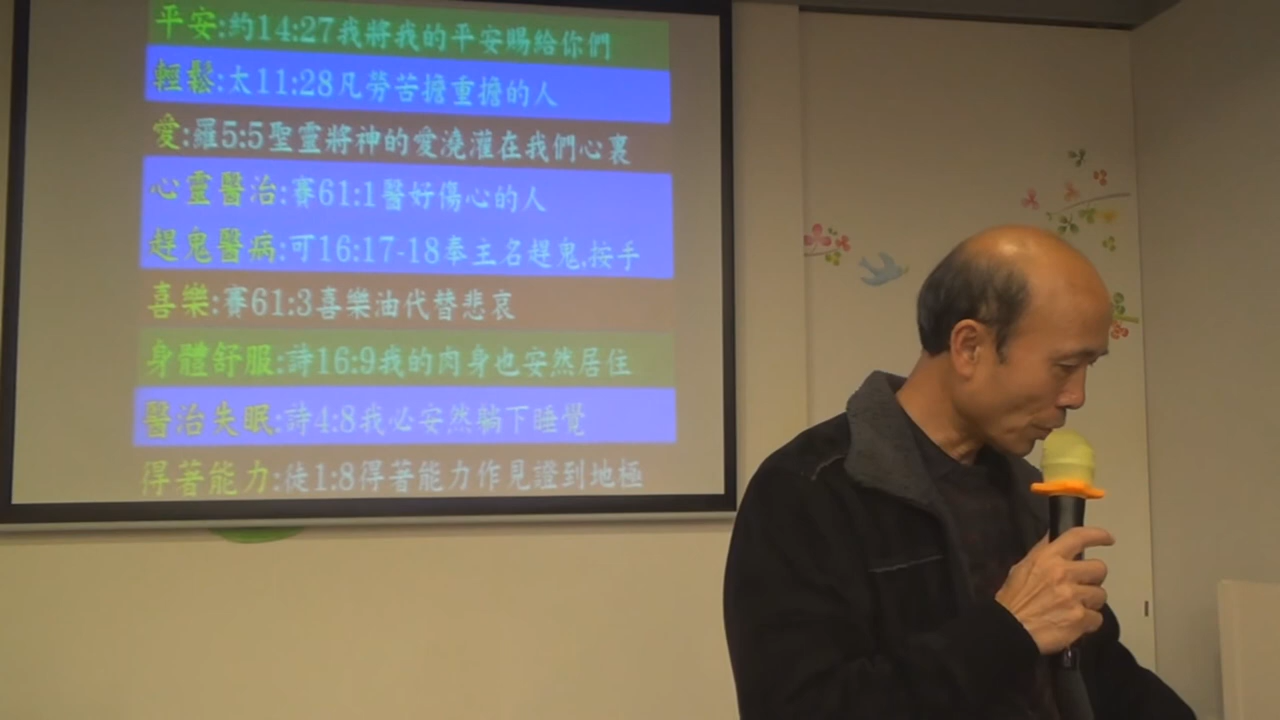 平安:約14:27我將我的平安賜給你們
輕鬆:太11:28凡勞苦擔重擔的人
愛:羅5:5聖靈將神的愛澆灌在我們心裏
心靈醫治:賽61:1醫好傷心的人
趕鬼醫病:可16:17-18奉主名趕鬼,按手
喜樂:賽61:3喜樂油代替悲哀
身體舒服:詩16:9我的肉身也安然居住
醫治失眠:詩4:8我必安然躺下睡覺
得著能力:徒1:8得著能力作見證到地極